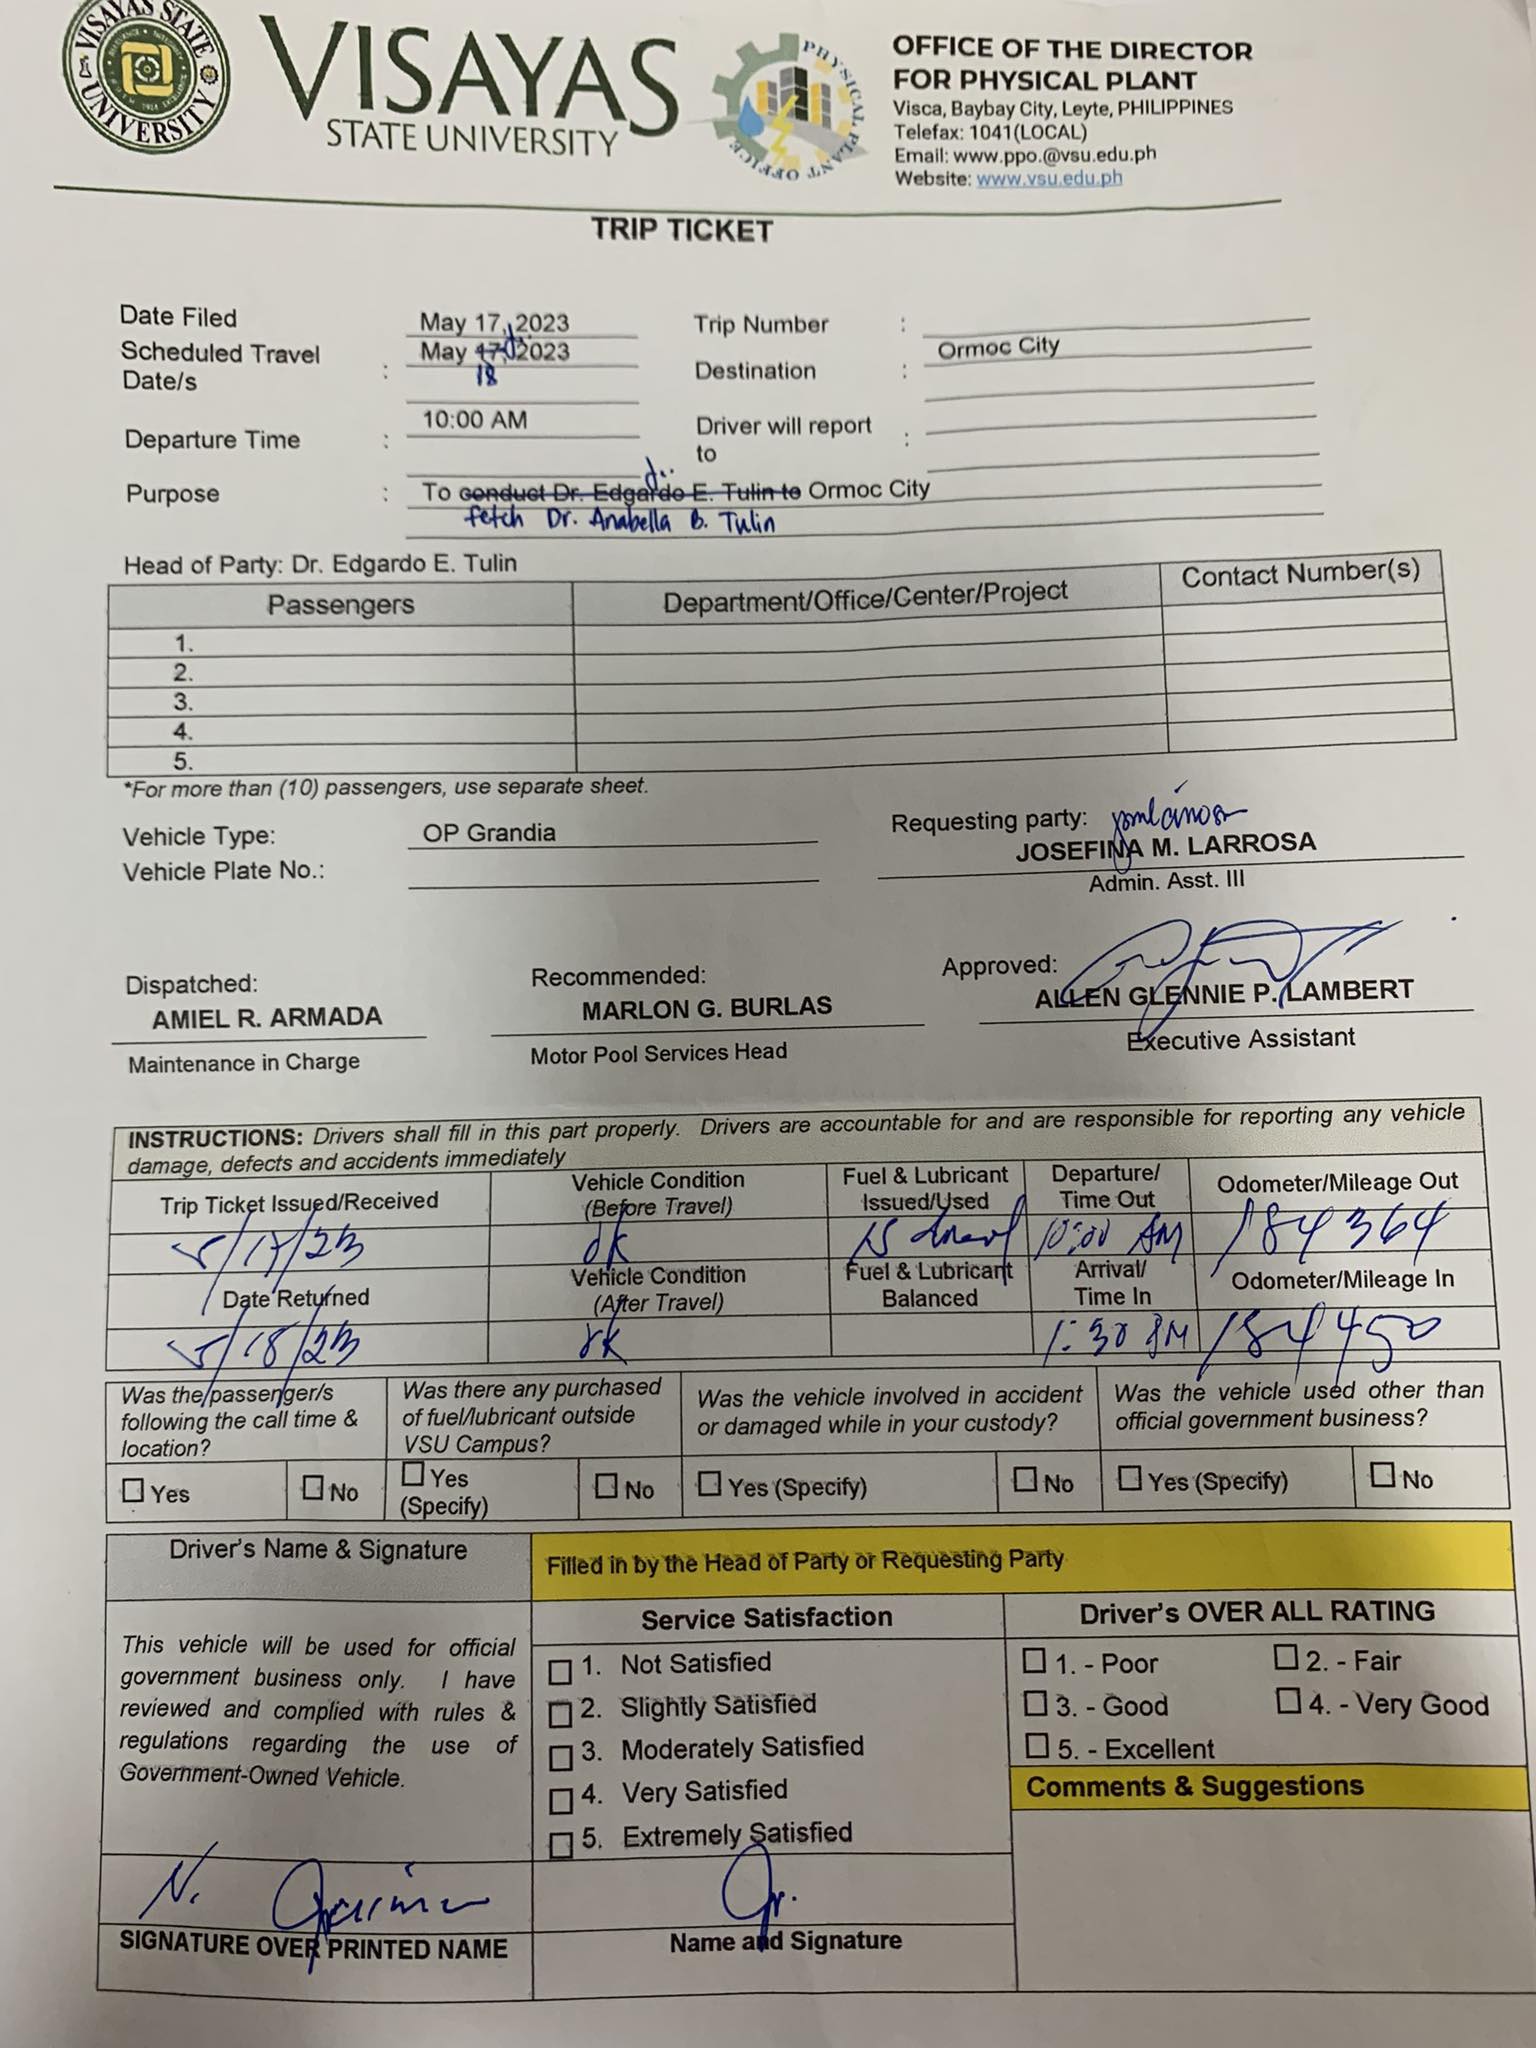 VISAYAS STATE UNIVERSITY
VISAYAS
STATE UNIVERSITY
PHYSICAL PLANT OFFICE
OFFICE OF THE DIRECTOR
FOR PHYSICAL PLANT
Visca, Baybay City, Leyte, PHILIPPINES
Telefax: 1041(LOCAL)
Email: www.ppo.@vsu.edu.ph
Website: www.vsu.edu.ph
TRIP TICKET
Date Filed May 17, 2023 Trip Number :
Scheduled Travel Date/s : May 17, 2023 Destination : Ormoc City
18
Departure Time : 10:00 AM Driver will report to :
Purpose : To conduct Dr. Edgardo E. Tulin to Ormoc City
fetch Dr. Anabella B. Tulin
Head of Party: Dr. Edgardo E. Tulin
Passengers Department/Office/Center/Project Contact Number(s)
1.
2.
3.
4.
5.
*For more than (10) passengers, use separate sheet.
Vehicle Type: OP Grandia Requesting party:
JOSEFINA M. LARROSA
Vehicle Plate No.:
Admin. Asst. III
Dispatched: Recommended: Approved:
AMIEL R. ARMADA MARLON G. BURLAS ALLEN GLENNIE P. LAMBERT
Maintenance in Charge Motor Pool Services Head Executive Assistant
INSTRUCTIONS: Drivers shall fill in this part properly. Drivers are accountable for and are responsible for reporting any vehicle
damage, defects and accidents immediately
Trip Ticket Issued/Received Vehicle Condition (Before Travel) Fuel & Lubricant Issued/Used Departure/ Time Out Odometer/Mileage Out
5/17/23 ok 10:00 AM 184364
Date Returned Vehicle Condition (After Travel) Fuel & Lubricant Balanced Arrival/ Time In Odometer/Mileage In
5/18/23 ok 1:30 PM 184450
Was the passenger/s following the call time & location?
Was there any purchased of fuel/lubricant outside VSU Campus?
Was the vehicle involved in accident or damaged while in your custody?
Was the vehicle used other than official government business?
Yes No Yes (Specify) No Yes (Specify) No Yes (Specify) No
Driver's Name & Signature
Filled in by the Head of Party or Requesting Party
Service Satisfaction Driver's OVER ALL RATING
This vehicle will be used for official
government business only. I have
reviewed and complied with rules &
regulations regarding the use of
Government-Owned Vehicle.
1. Not Satisfied
2. Slightly Satisfied
3. Moderately Satisfied
4. Very Satisfied
5. Extremely Satisfied
1. - Poor 2. - Fair
3. - Good 4. - Very Good
5. - Excellent
Comments & Suggestions
SIGNATURE OVER PRINTED NAME
Name and Signature